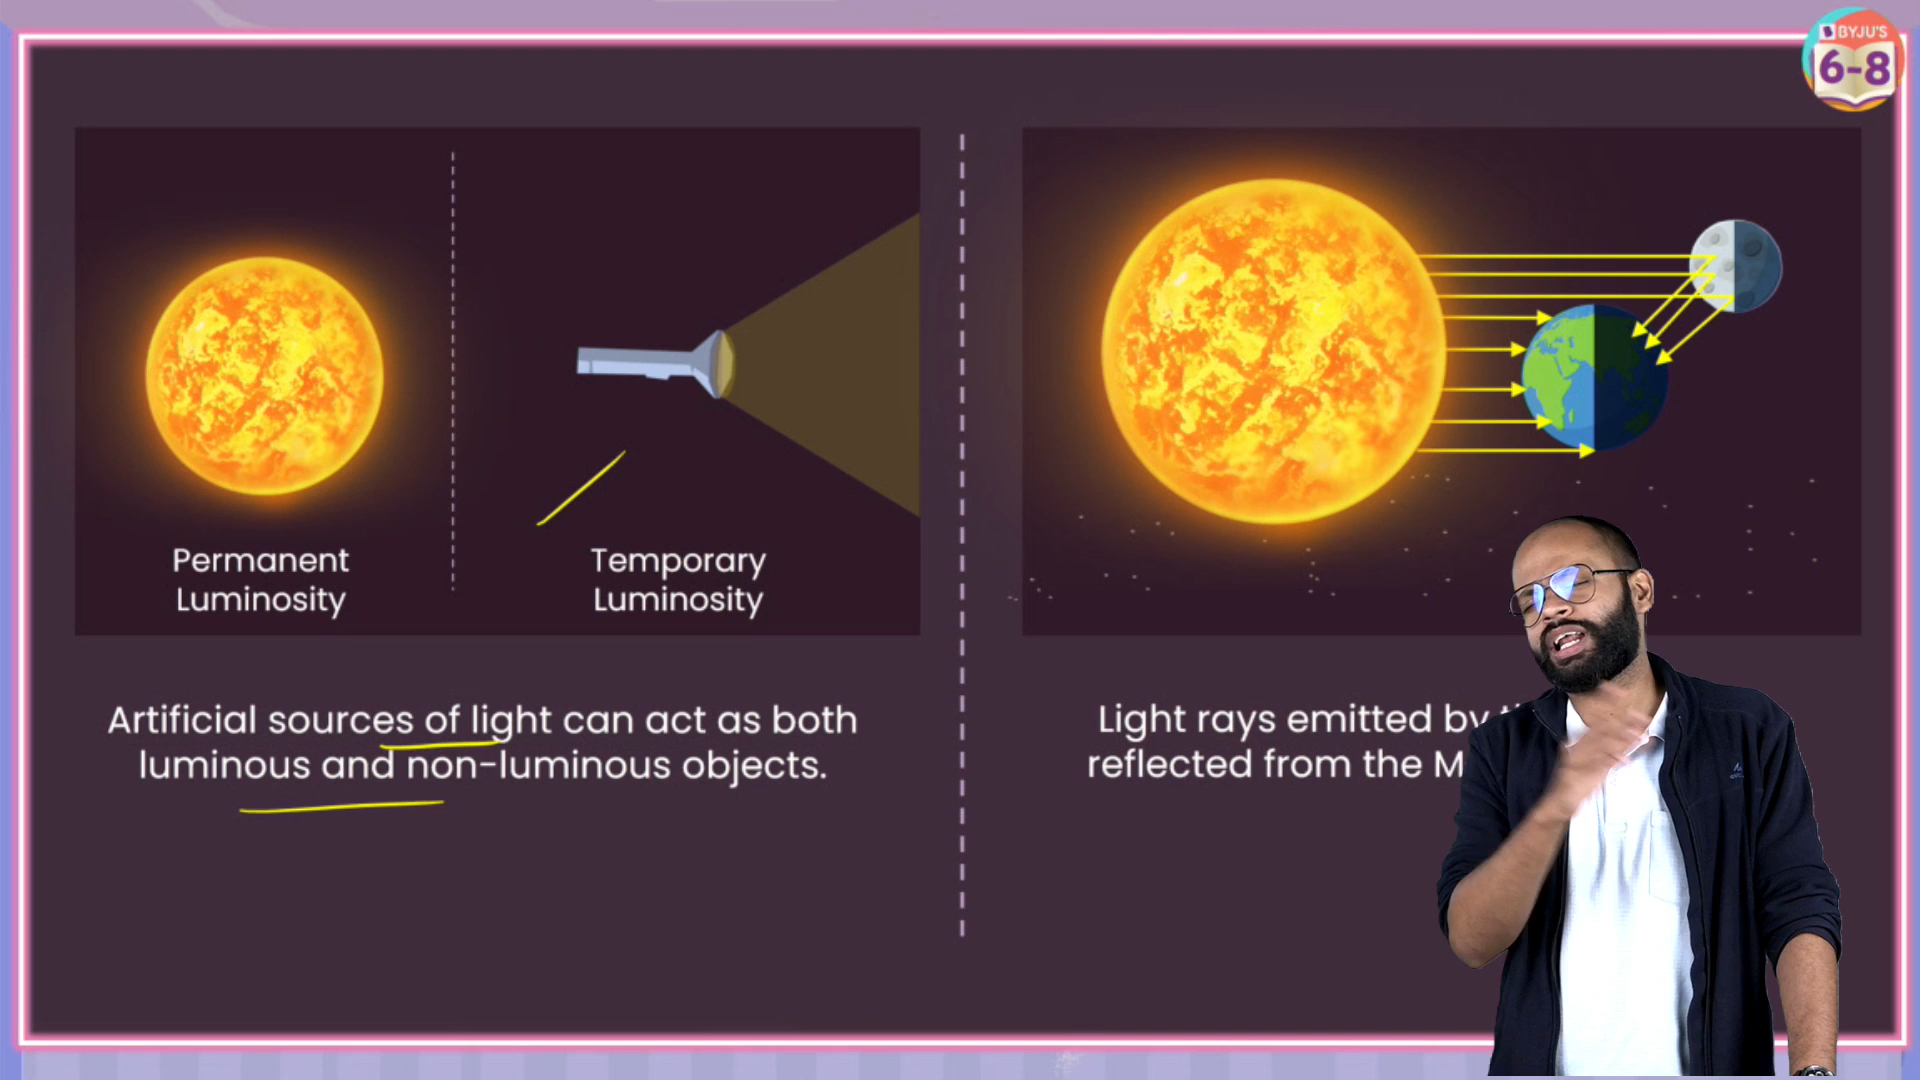 BYJU'S
6-8
Permanent
Luminosity
Temporary
Luminosity
Artificial sources of light can act as both
luminous and non-luminous objects.
Light rays emitted by
reflected from the